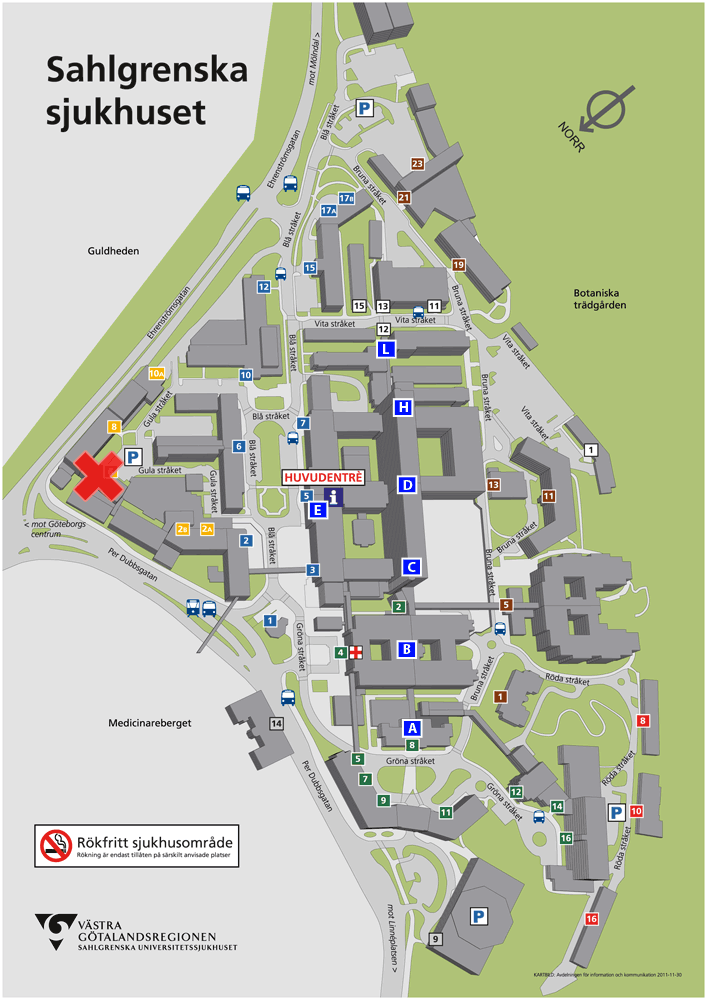 Sahlgrenska
sjukhuset
mot Mölndal >
P
Blå stråket
Ehrenströmsgatan
NORR
23
21
Bruna stråket
17B
17A
Guldheden
Blå stråket
15
19
12
Botaniska
trädgården
Ehrenströmsgatan
15
13
11
Bruna stråket
Vita stråket
Vita stråket
12
Vita stråket
L
Blå stråket
10A
10
Bruna stråket
Gula stråket
H
Blå stråket
7
8
Vita stråket
6
Blå stråket
1
P
Gula stråket
HUVUDENTRÈ
Gula stråket
D
13
5
i
11
E
< mot Göteborgs
centrum
2B
2A
2
Blå stråket
Bruna stråket
Per Dubbsgatan
3
C
Bruna stråket
2
5
1
Gröna stråket
4
B
Röda stråket
Bruna stråket
1
Medicinareberget
14
A
8
8
5
Gröna stråket
Per Dubbsgatan
7
Röda stråket
9
12
Gröna stråket
14
11
P
10
16
Röda stråket
Rökfritt sjukhusområde
Rökning är endast tillåten på särskilt anvisade platser
mot Linnéplatsen >
P
16
9
VÄSTRA
GÖTALANDSREGIONEN
SAHLGRENSKA UNIVERSITETSSJUKHUSET
KARTBILD: Avdelningen för information och kommunikation 2011-11-30